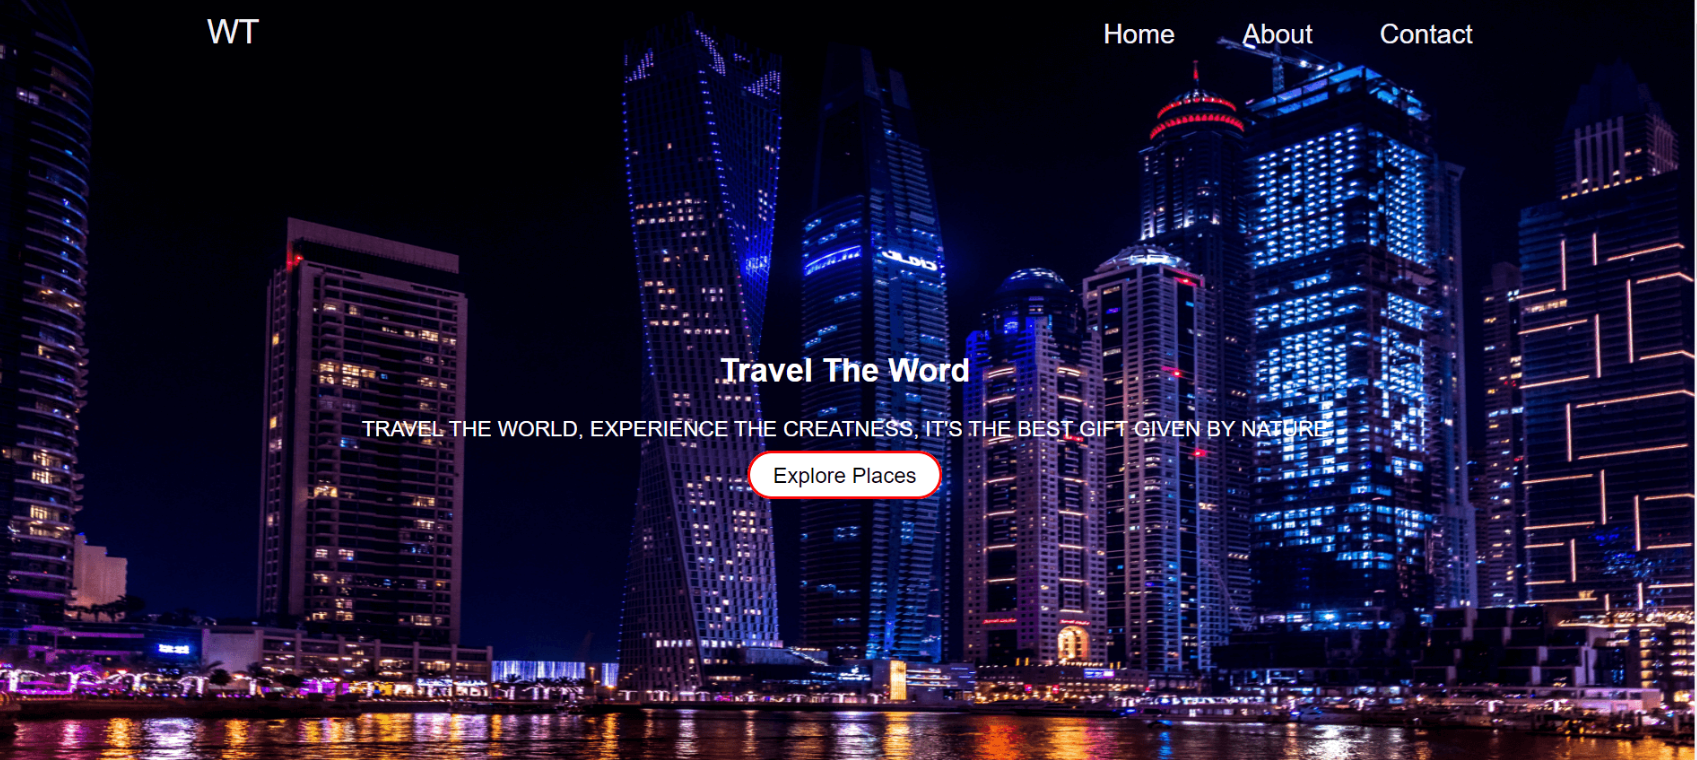 WT
Home About Contact
داماك
Travel The Word
TRAVEL THE WORLD, EXPERIENCE THE CREATNESS, IT'S THE BEST GIFT GIVEN BY NATURE
Explore Places